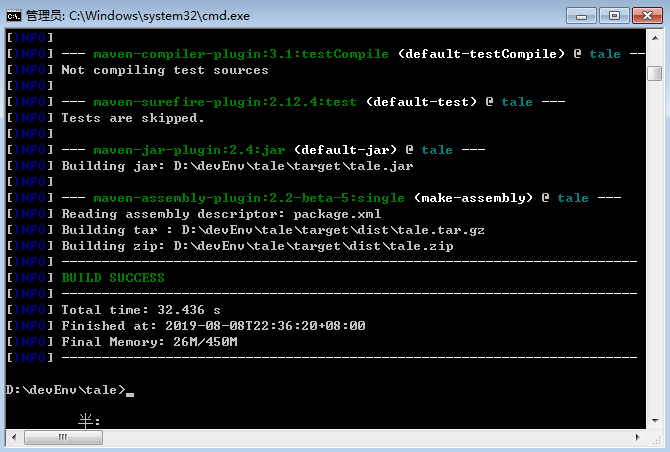 管理员: C:\Windows\system32\cmd.exe
[INFO]
[INFO] --- maven-compiler-plugin:3.1:testCompile (default-testCompile) @ tale --
[INFO] Not compiling test sources
[INFO]
[INFO] --- maven-surefire-plugin:2.12.4:test (default-test) @ tale ---
[INFO] Tests are skipped.
[INFO]
[INFO] --- maven-jar-plugin:2.4:jar (default-jar) @ tale ---
[INFO] Building jar: D:\devEnv\tale\target\tale.jar
[INFO]
[INFO] --- maven-assembly-plugin:2.2-beta-5:single (make-assembly) @ tale ---
[INFO] Reading assembly descriptor: package.xml
[INFO] Building tar : D:\devEnv\tale\target\dist\tale.tar.gz
[INFO] Building zip: D:\devEnv\tale\target\dist\tale.zip
[INFO] ------------------------------------------------------------------------
[INFO] BUILD SUCCESS
[INFO] ------------------------------------------------------------------------
[INFO] Total time: 32.436 s
[INFO] Finished at: 2019-08-08T22:36:20+08:00
[INFO] Final Memory: 26M/450M
[INFO] ------------------------------------------------------------------------
D:\devEnv\tale>_
半: